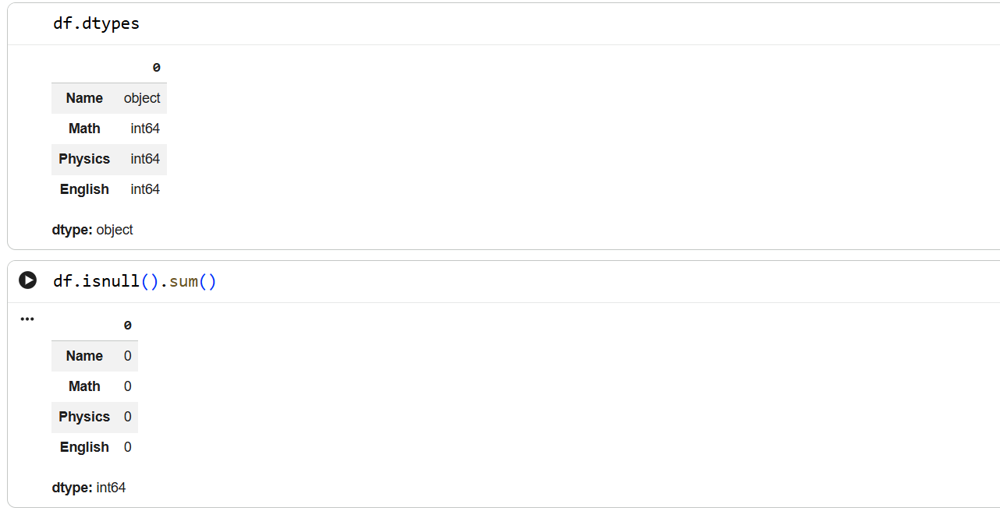 df.dtypes
0
Name object
Math int64
Physics int64
English int64
dtype: object
df.isnull().sum()
0
Name 0
Math 0
Physics 0
English 0
dtype: int64